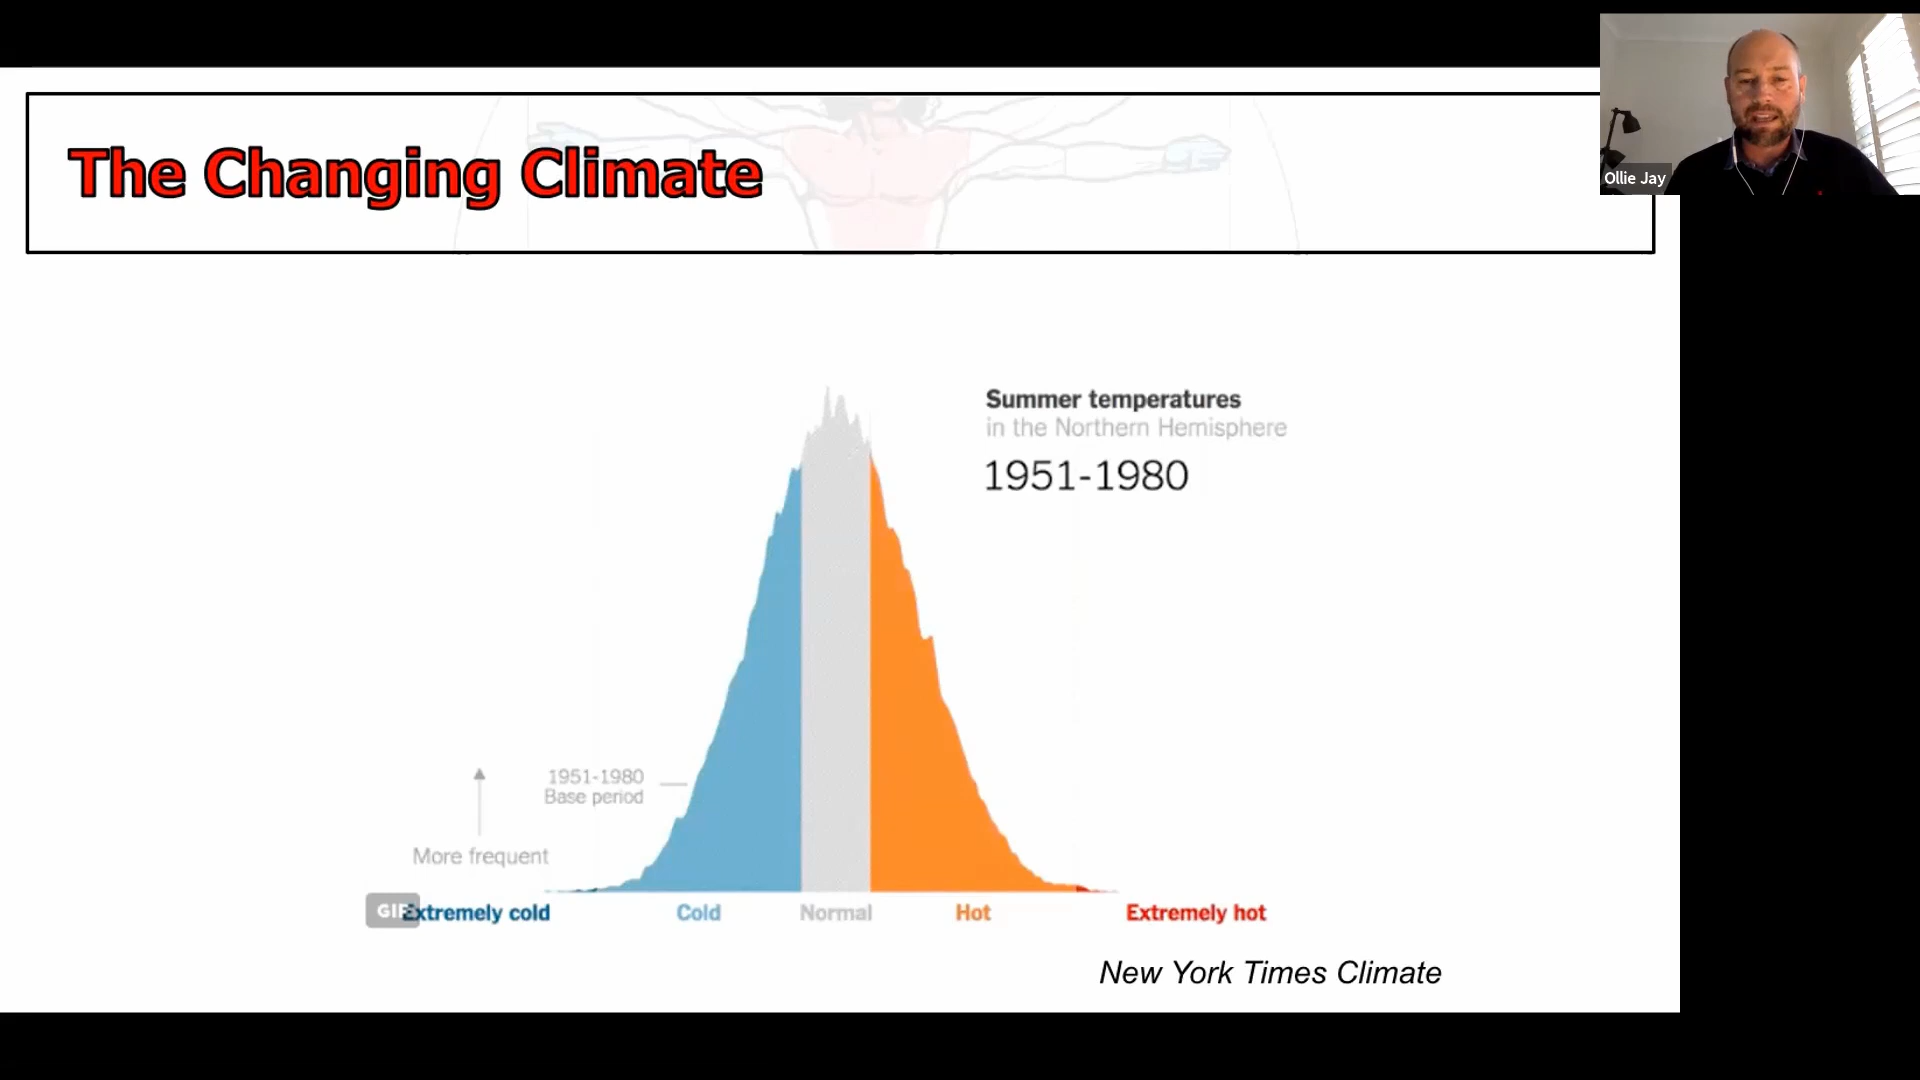 The Changing Climate
Ollie Jay
Summer temperatures
in the Northern Hemisphere
1951-1980
1951-1980
Base period
More frequent
GIF
Extremely cold
Cold
Normal
Hot
Extremely hot
New York Times Climate